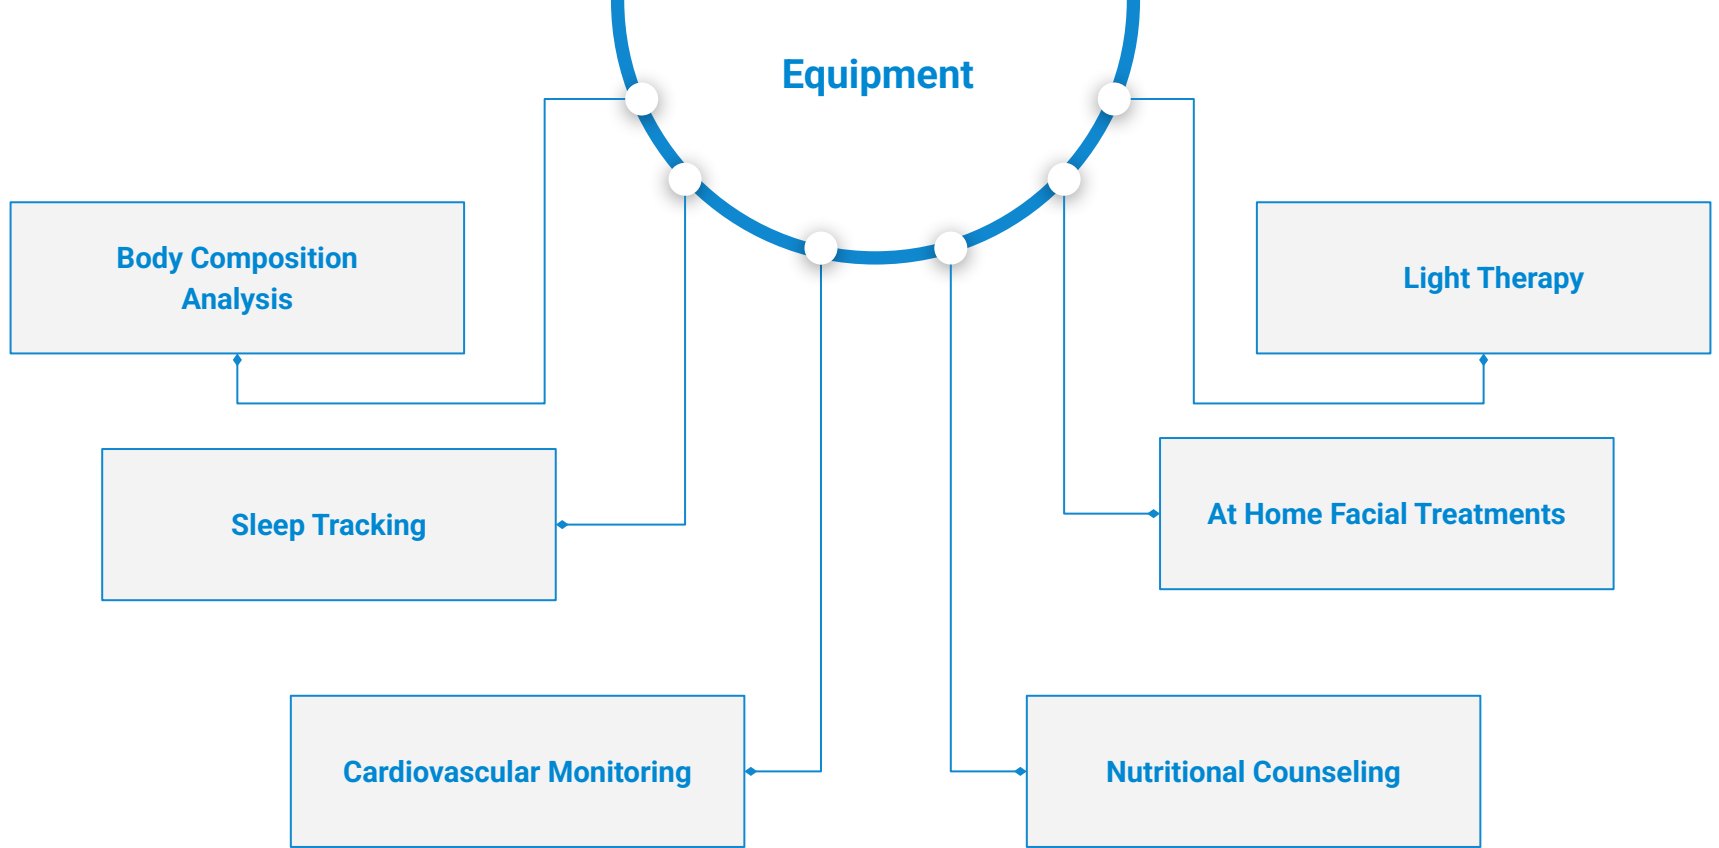 Equipment
Body Composition
Analysis
Light Therapy
Sleep Tracking
At Home Facial Treatments
Cardiovascular Monitoring
Nutritional Counseling